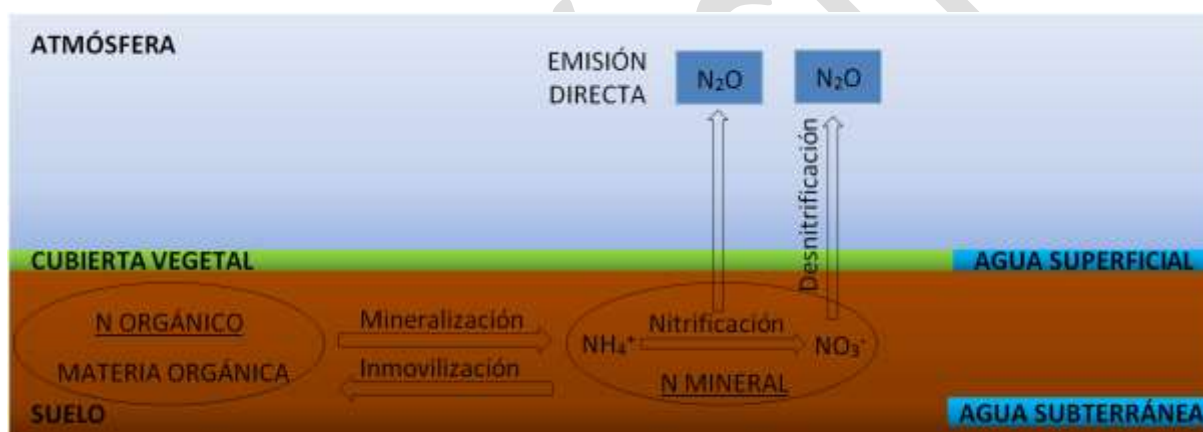 ATMÓSFERA
EMISIÓN
DIRECTA
N₂O
N₂O
Desnitrificación
CUBIERTA VEGETAL
AGUA SUPERFICIAL
N ORGÁNICO
MATERIA ORGÁNICA
Mineralización
Inmovilización
NH₄⁺
Nitrificación
NO₃⁻
N MINERAL
SUELO
AGUA SUBTERRÁNEA